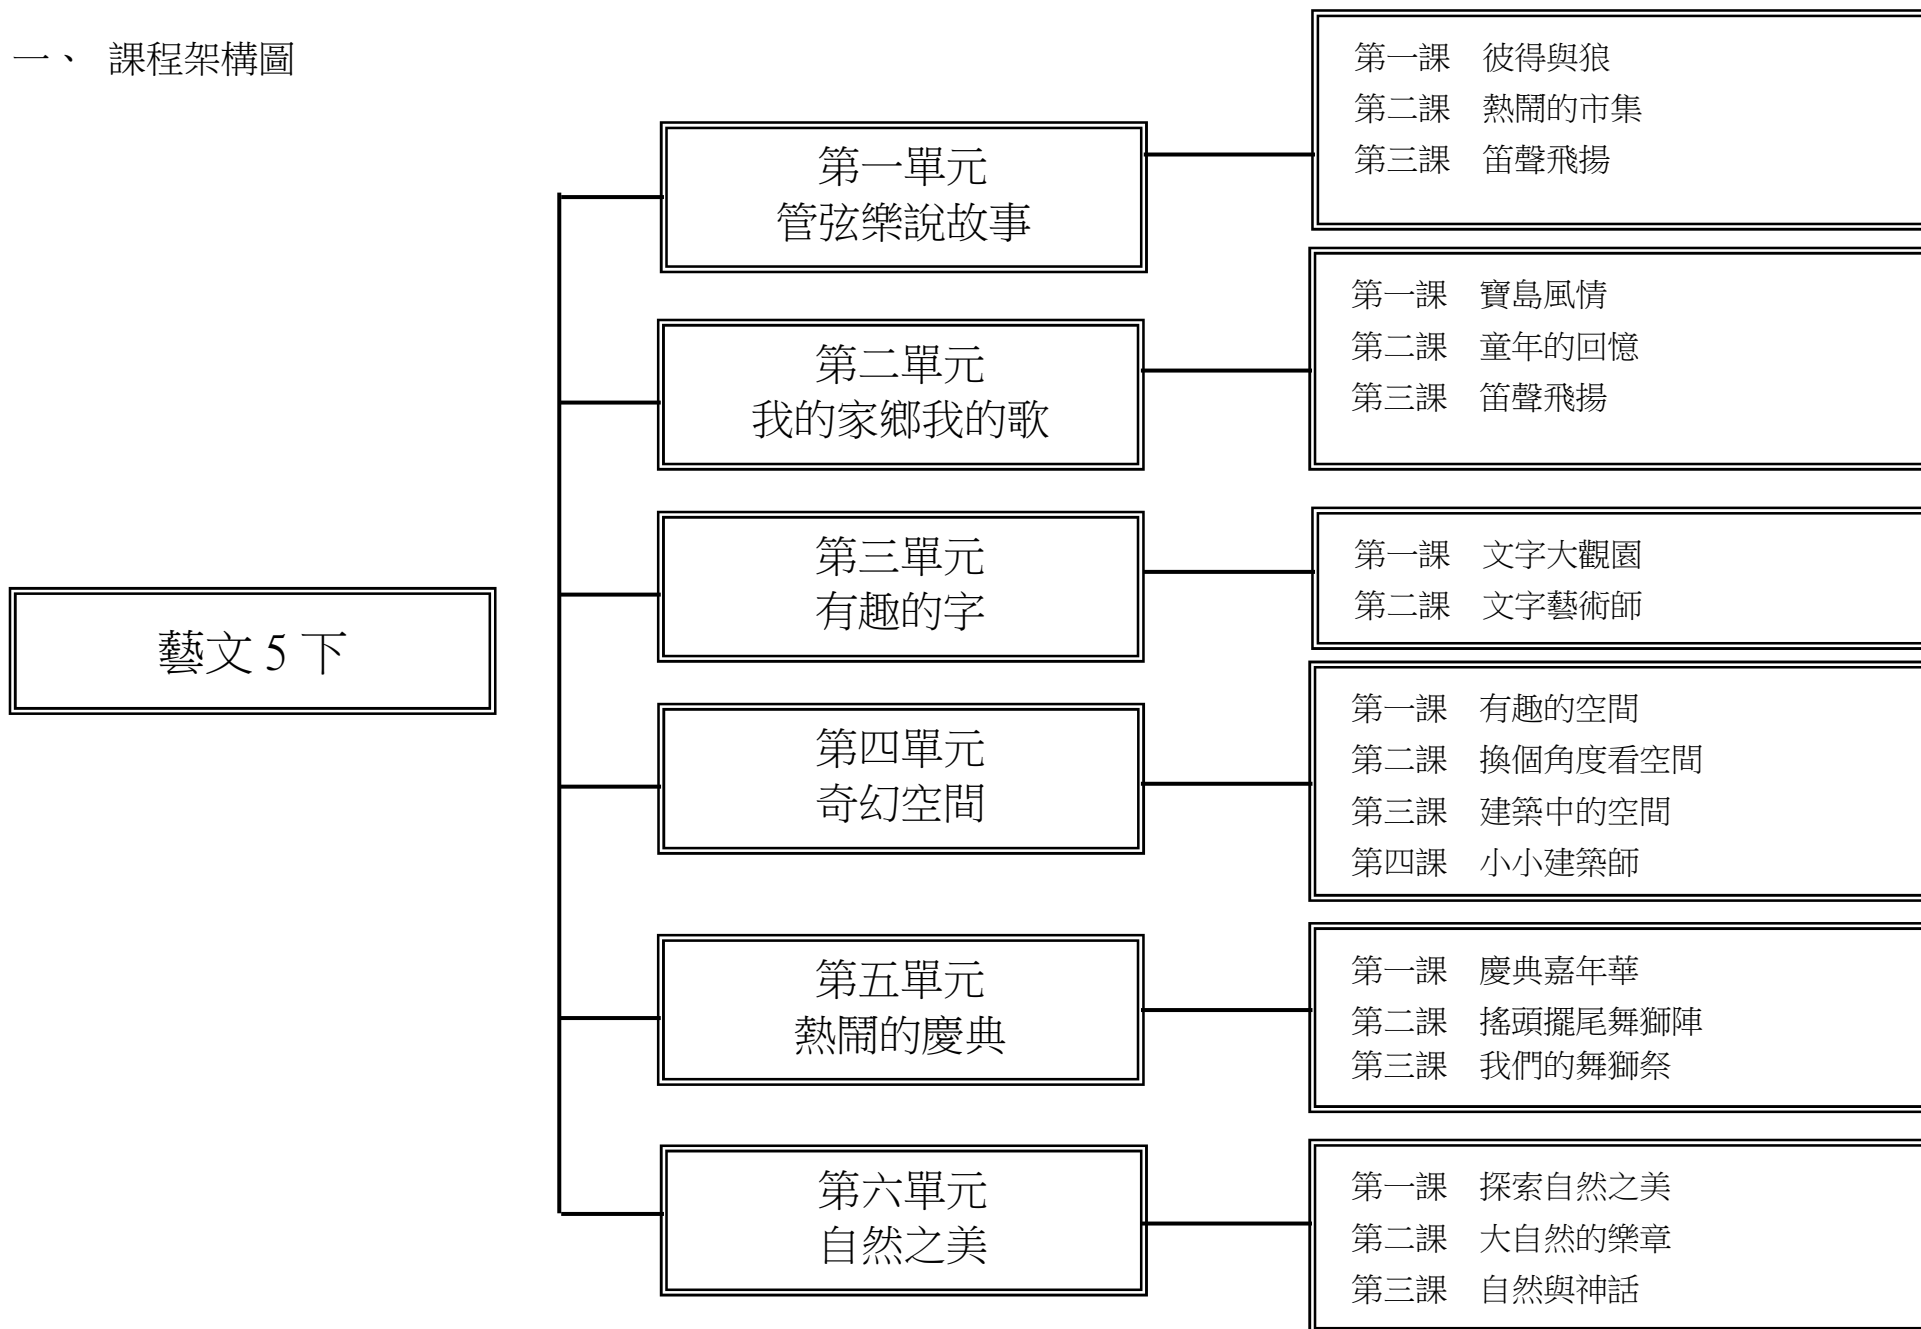 一、 課程架構圖
藝文 5 下
第一單元
管弦樂說故事
第一課　彼得與狼
第二課　熱鬧的市集
第三課　笛聲飛揚
第二單元
我的家鄉我的歌
第一課　寶島風情
第二課　童年的回憶
第三課　笛聲飛揚
第三單元
有趣的字
第一課　文字大觀園
第二課　文字藝術師
第四單元
奇幻空間
第一課　有趣的空間
第二課　換個角度看空間
第三課　建築中的空間
第四課　小小建築師
第五單元
熱鬧的慶典
第一課　慶典嘉年華
第二課　搖頭擺尾舞獅陣
第三課　我們的舞獅祭
第六單元
自然之美
第一課　探索自然之美
第二課　大自然的樂章
第三課　自然與神話